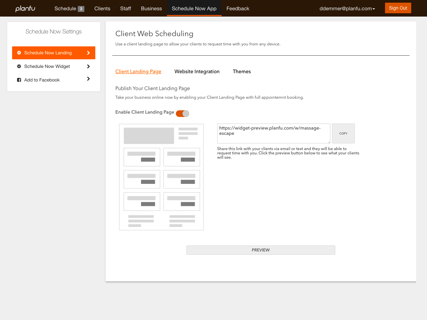 planfu Schedule 5 Clients Staff Business Schedule Now App Feedback ddemmer@planfu.com Sign Out
Schedule Now Settings
Schedule Now Landing
Schedule Now Widget
Add to Facebook
Client Web Scheduling
Use a client landing page to allow your clients to request time with you from any device.
Client Landing Page Website Integration Themes
Publish Your Client Landing Page
Take your business online now by enabling your Client Landing Page with full appointemnt booking.
Enable Client Landing Page
https://widget-preview.planfu.com/w/massage-
escape
COPY
Share this link with your clients via email or text and they will be able to
request time with you. Click the preview button below to see what your clients
will see.
PREVIEW